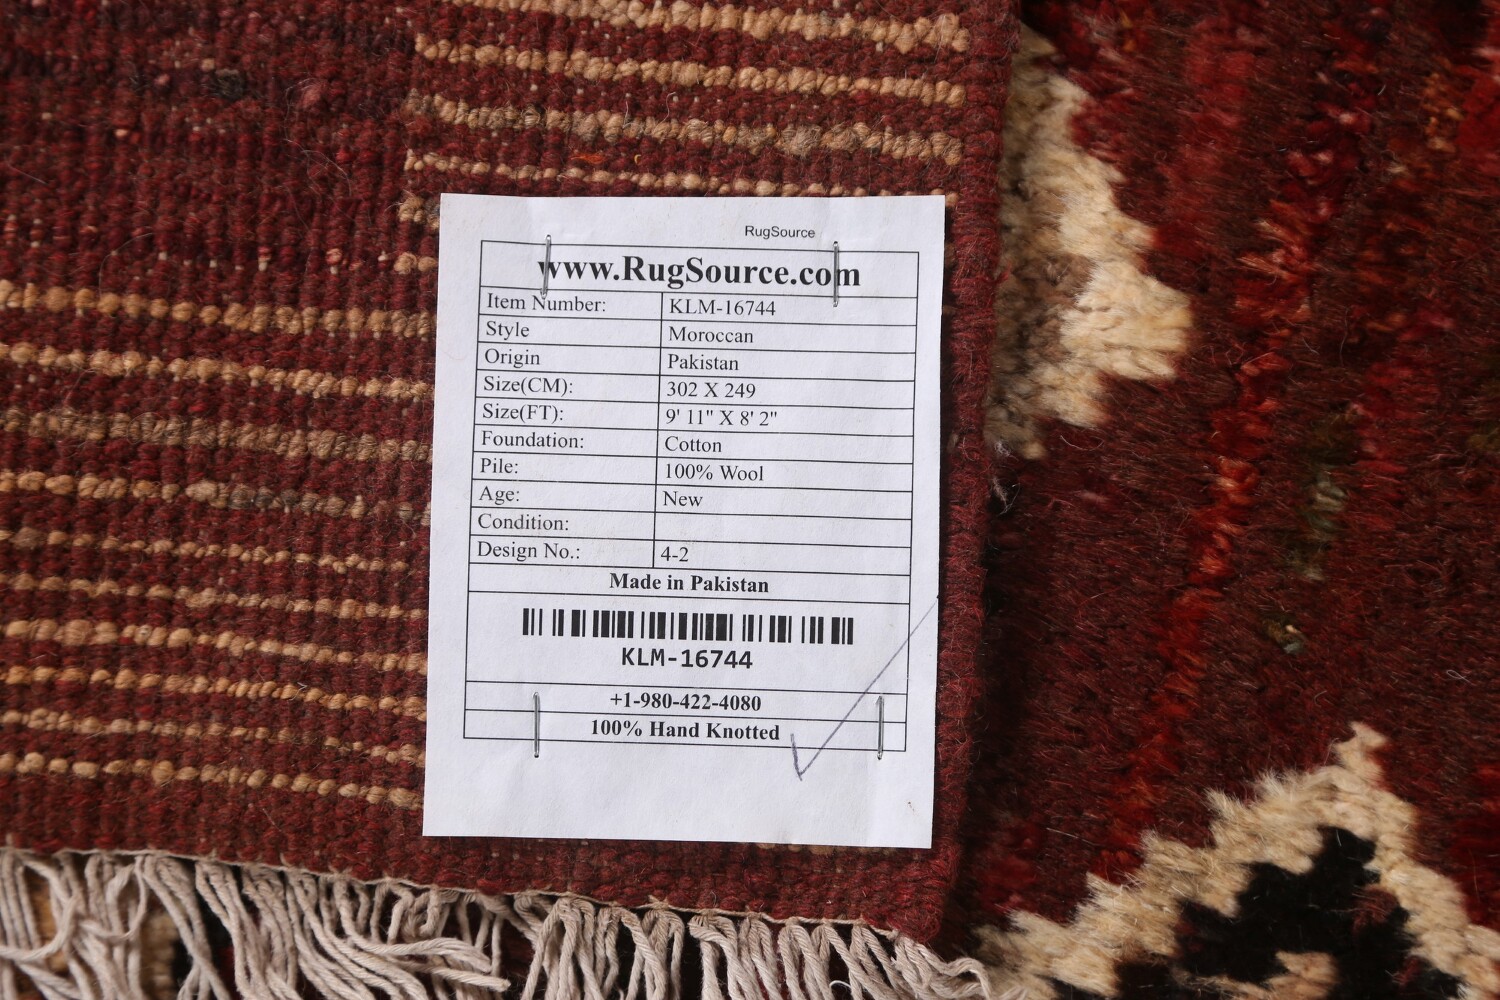 RugSource
www.RugSource.com
Item Number: KLM-16744
Style Moroccan
Origin Pakistan
Size(CM): 302 X 249
Size(FT): 9' 11" X 8' 2"
Foundation: Cotton
Pile: 100% Wool
Age: New
Condition:
Design No.: 4-2
Made in Pakistan
KLM-16744
+1-980-422-4080
100% Hand Knotted